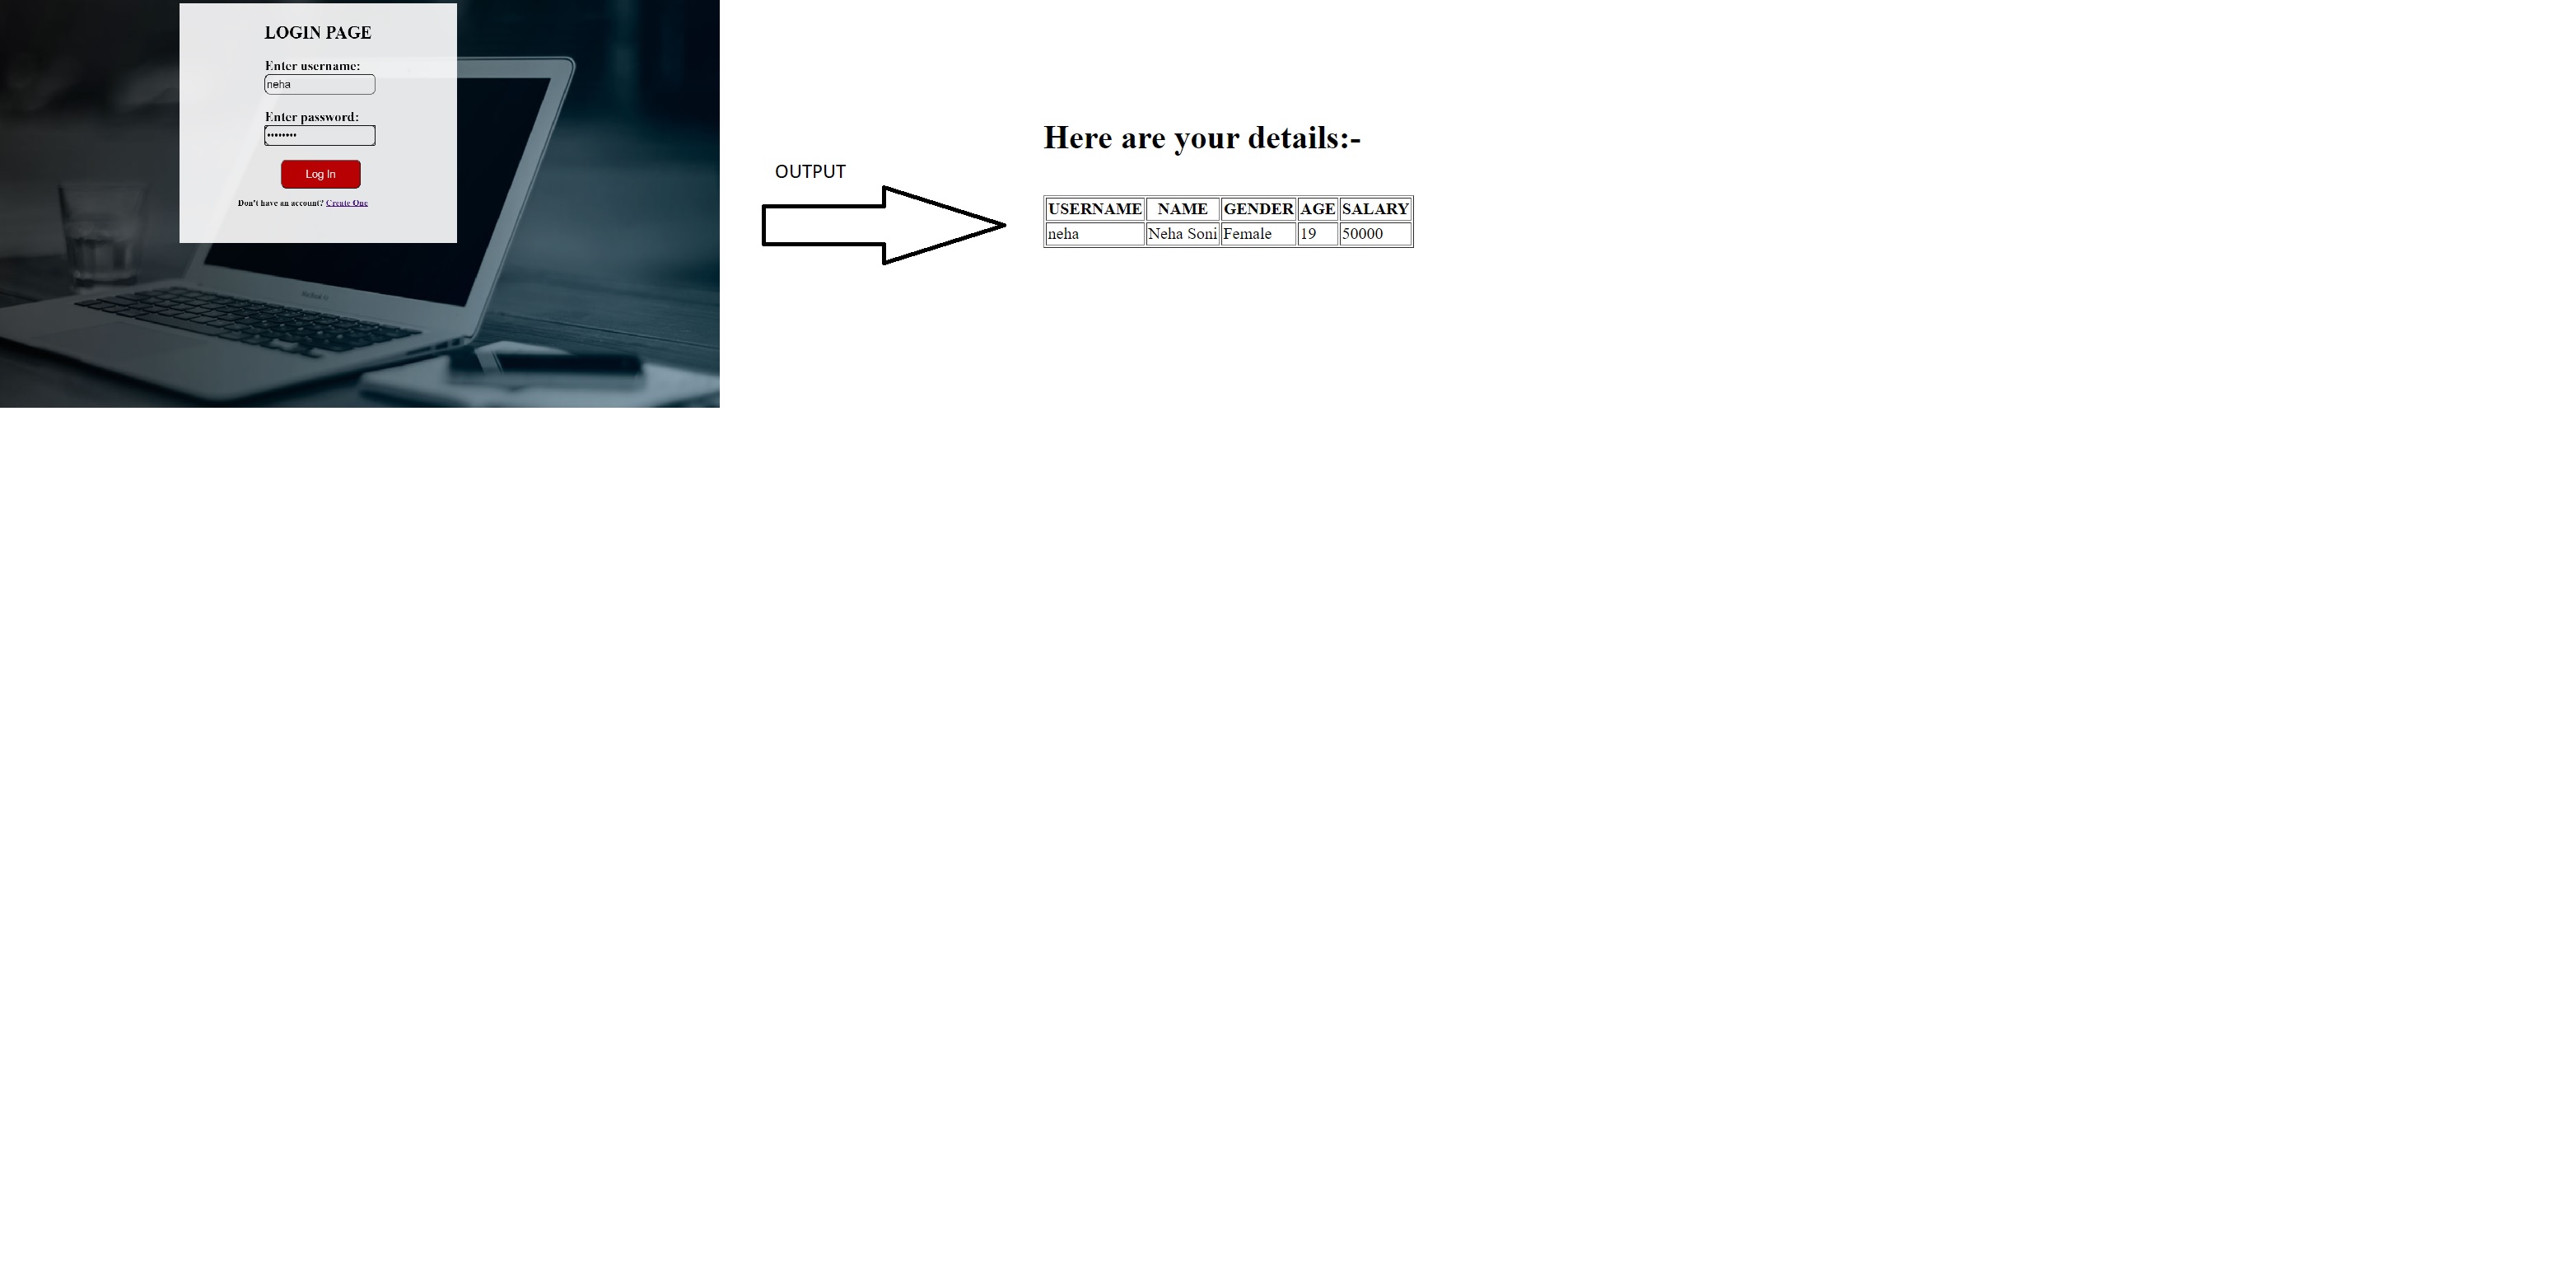 LOGIN PAGE
Enter username:
neha
Enter password:
••••••••
Log In
Don't have an account? Create One
OUTPUT
Here are your details:-
USERNAME NAME GENDER AGE SALARY
neha Neha Soni Female 19 50000